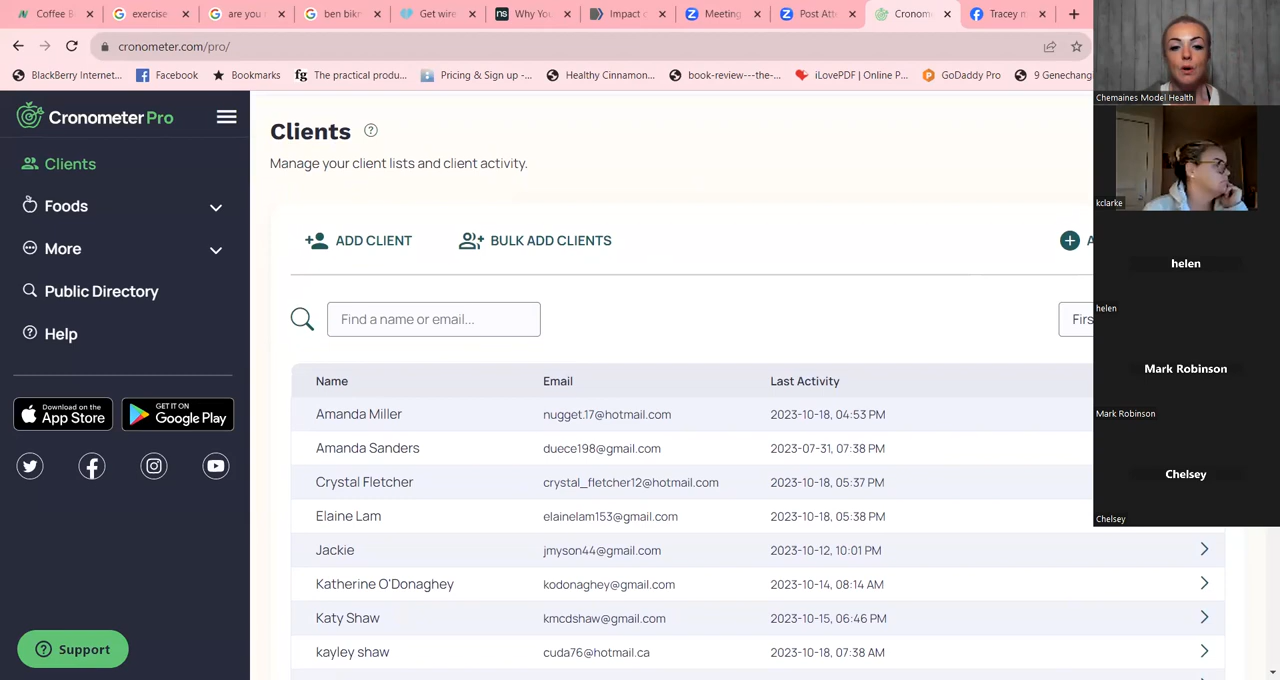 Coffee B
exercise
are you
ben bikm
Get wire
Why You
Impact c
Meeting
Post Att
Cronom
Tracey m
cronometer.com/pro/
BlackBerry Internet...
Facebook
Bookmarks
The practical produ...
Pricing & Sign up -...
Healthy Cinnamon...
book-review---the-...
iLovePDF | Online P...
GoDaddy Pro
9 Genechang
Cronometer Pro
Clients
Foods
More
Public Directory
Help
Download on the
App Store
GET IT ON
Google Play
Support
Clients
Manage your client lists and client activity.
ADD CLIENT
BULK ADD CLIENTS
A
Find a name or email...
Firs
Name Email Last Activity
Amanda Miller nugget.17@hotmail.com 2023-10-18, 04:53 PM
Amanda Sanders duece198@gmail.com 2023-07-31, 07:38 PM
Crystal Fletcher crystal_fletcher12@hotmail.com 2023-10-18, 05:37 PM
Elaine Lam elainelam153@gmail.com 2023-10-18, 05:38 PM
Jackie jmyson44@gmail.com 2023-10-12, 10:01 PM
Katherine O'Donaghey kodonaghey@gmail.com 2023-10-14, 08:14 AM
Katy Shaw kmcdshaw@gmail.com 2023-10-15, 06:46 PM
kayley shaw cuda76@hotmail.ca 2023-10-18, 07:38 AM
Chemaines Model Health
kclarke
helen
helen
Mark Robinson
Mark Robinson
Chelsey
Chelsey